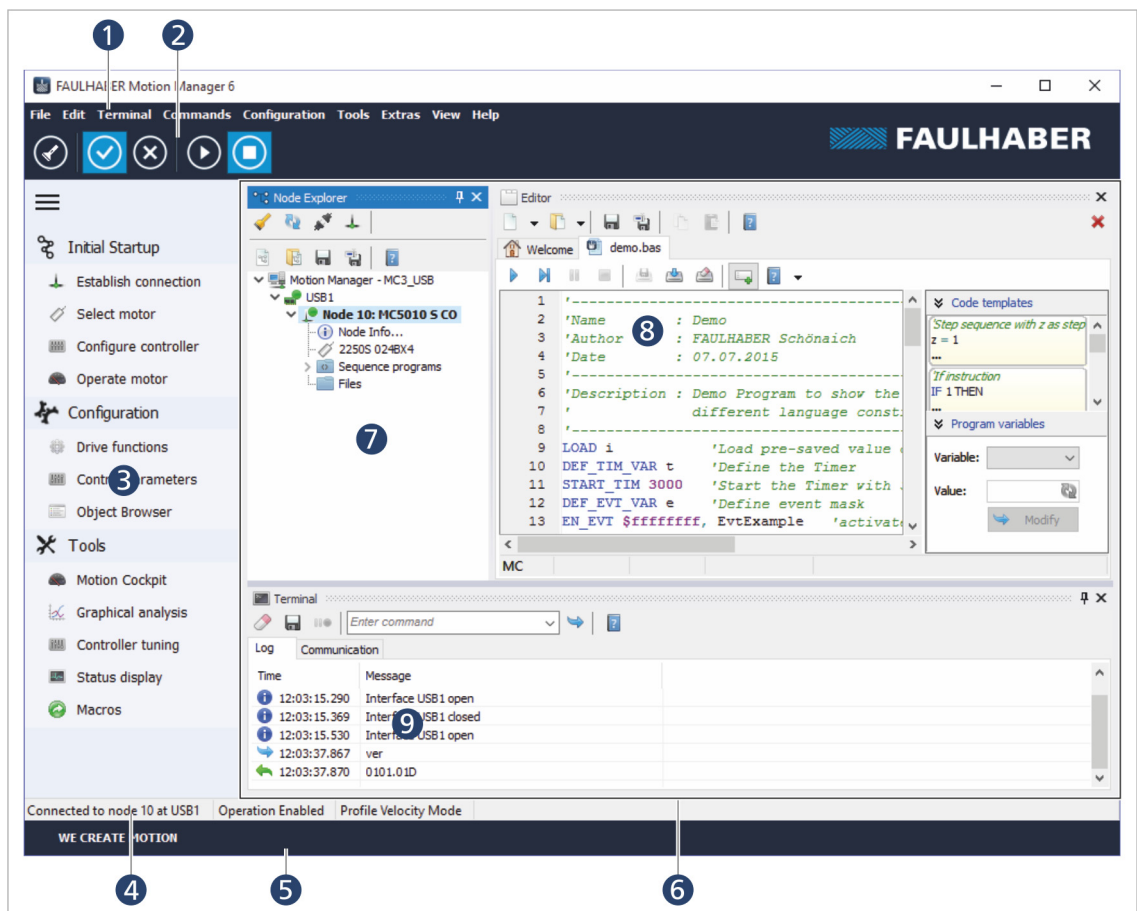 1 2
FAULHABER Motion Manager 6
File Edit Terminal Commands Configuration Tools Extras View Help
FAULHABER
Initial Startup
Establish connection
Select motor
Configure controller
Operate motor
Configuration
Drive functions
3
Object Browser
Tools
Motion Cockpit
Graphical analysis
Controller tuning
Status display
Macros
Node Explorer
Motion Manager - MC3_USB
USB1
Node 10: MC5010 S CO
Node Info...
2250S 024BX4
Sequence programs
Files
7
Editor
Welcome demo.bas
1 '-----------------------------------
2 'Name : Demo
3 'Author : FAULHABER Schönaich
4 'Date : 07.07.2015
5 '-----------------------------------
6 'Description : Demo Program to show the
7 ' different language const
8 '-----------------------------------
9 LOAD i 'Load pre-saved value
10 DEF_TIM_VAR t 'Define the Timer
11 START_TIM 3000 'Start the Timer with
12 DEF_EVT_VAR e 'Define event mask
13 EN_EVT $ffffffff, EvtExample 'activat
8
MC
Code templates
'Step sequence with z as step
z = 1
...
'If instruction
IF 1 THEN
...
Program variables
Variable:
Value:
Modify
Terminal
Enter command
Log Communication
Time Message
12:03:15.290 Interface USB1 open
12:03:15.369 Interface USB1 closed
12:03:15.530 Interface USB1 open
12:03:37.867 ver
12:03:37.870 0101.01D
9
Connected to node 10 at USB1 Operation Enabled Profile Velocity Mode
WE CREATE MOTION
4 5 6